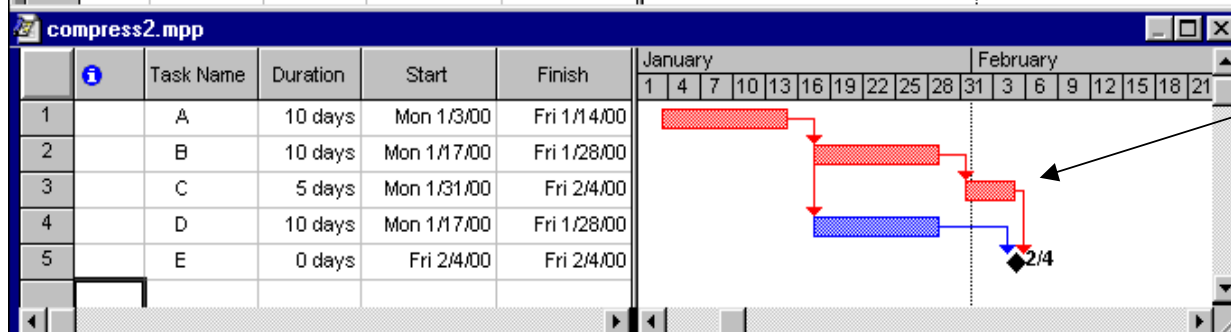 compress2.mpp
Task Name Duration Start Finish January February
1 4 7 10 13 16 19 22 25 28 31 3 6 9 12 15 18 21
1 A 10 days Mon 1/3/00 Fri 1/14/00
2 B 10 days Mon 1/17/00 Fri 1/28/00
3 C 5 days Mon 1/31/00 Fri 2/4/00
4 D 10 days Mon 1/17/00 Fri 1/28/00
5 E 0 days Fri 2/4/00 Fri 2/4/00 2/4